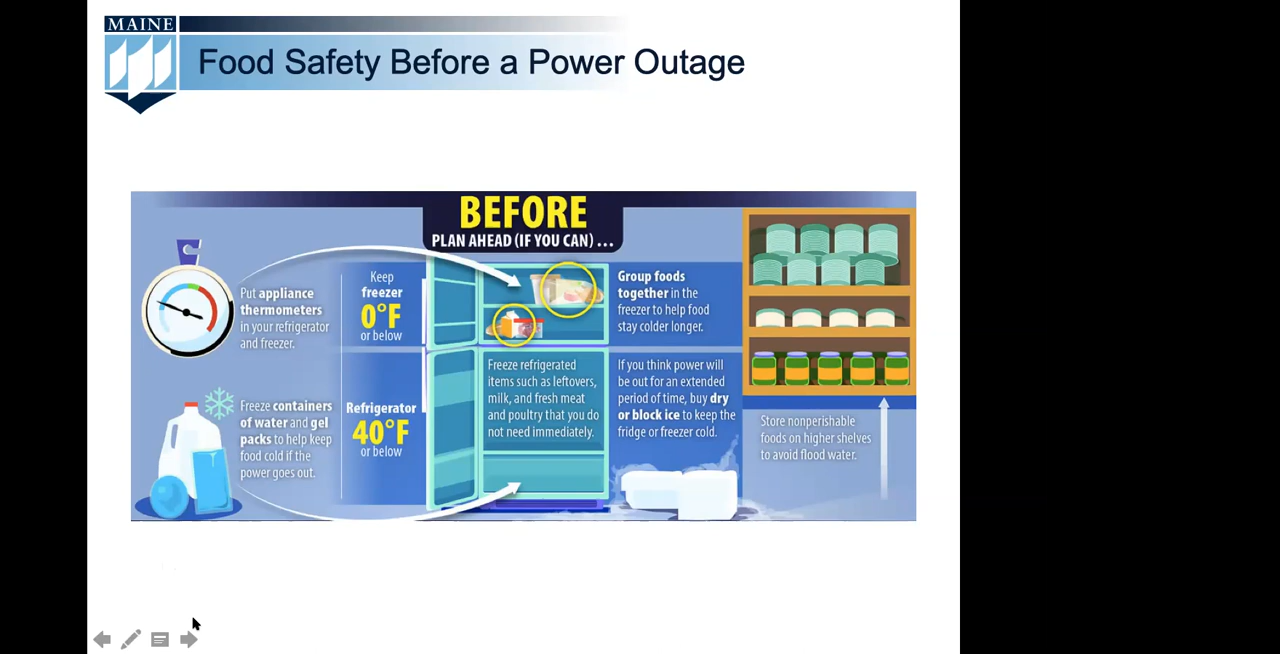 MAINE
Food Safety Before a Power Outage
BEFORE
PLAN AHEAD (IF YOU CAN) ...
Put appliance
thermometers
in your refrigerator
and freezer.
Keep
freezer
0°F
or below
Group foods
together in the
freezer to help food
stay colder longer.
Freeze containers
of water and gel
packs to help keep
food cold if the
power goes out.
Refrigerator
40°F
or below
Freeze refrigerated
items such as leftovers,
milk, and fresh meat
and poultry that you do
not need immediately.
If you think power will
be out for an extended
period of time, buy dry
or block ice to keep the
fridge or freezer cold.
Store nonperishable
foods on higher shelves
to avoid flood water.